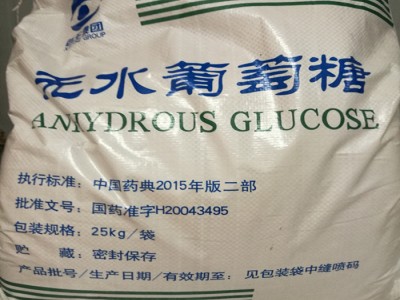 GROUP
无水葡萄糖
ANHYDROUS GLUCOSE
执行标准：中国药典2015年版二部
批准文号：国药准字H20043495
包装规格：25kg/袋
贮 藏：密封保存
产品批号/生产日期/有效期至：见包装袋中缝喷码